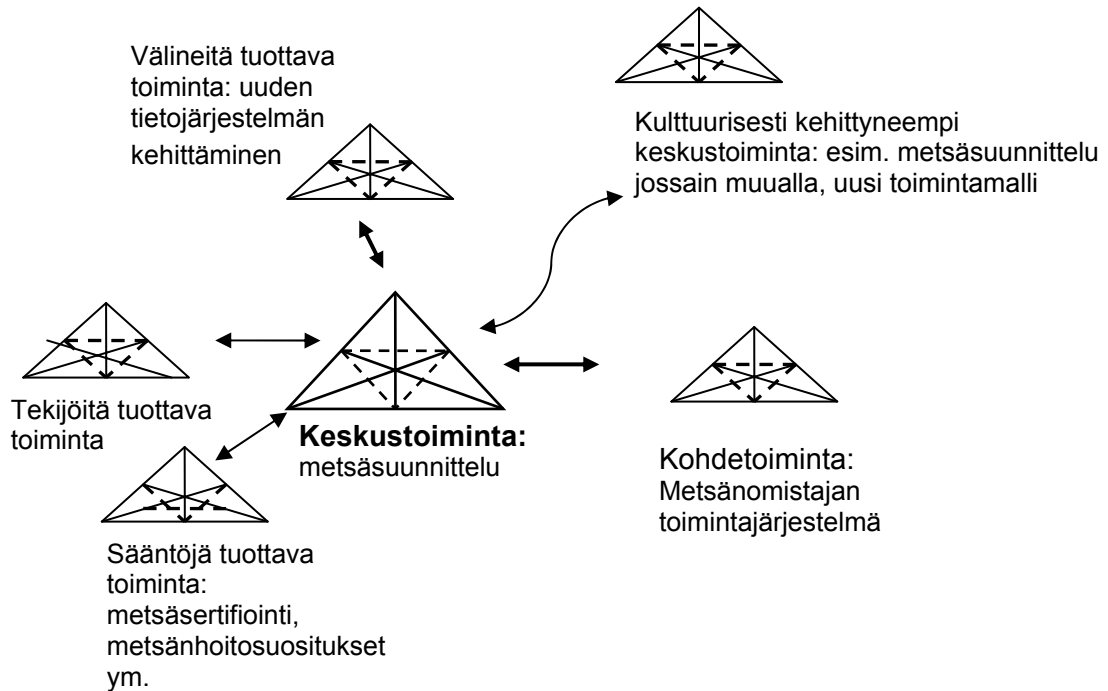 Välineitä tuottava
toiminta: uuden
tietojärjestelmän
kehittäminen
Kulttuurisesti kehittyneempi
keskustoiminta: esim. metsäsuunnittelu
jossain muualla, uusi toimintamalli
Tekijöitä tuottava
toiminta
Keskustoiminta:
metsäsuunnittelu
Kohdetoiminta:
Metsänomistajan
toimintajärjestelmä
Sääntöjä tuottava
toiminta:
metsäsertifiointi,
metsänhoitosuositukset
ym.